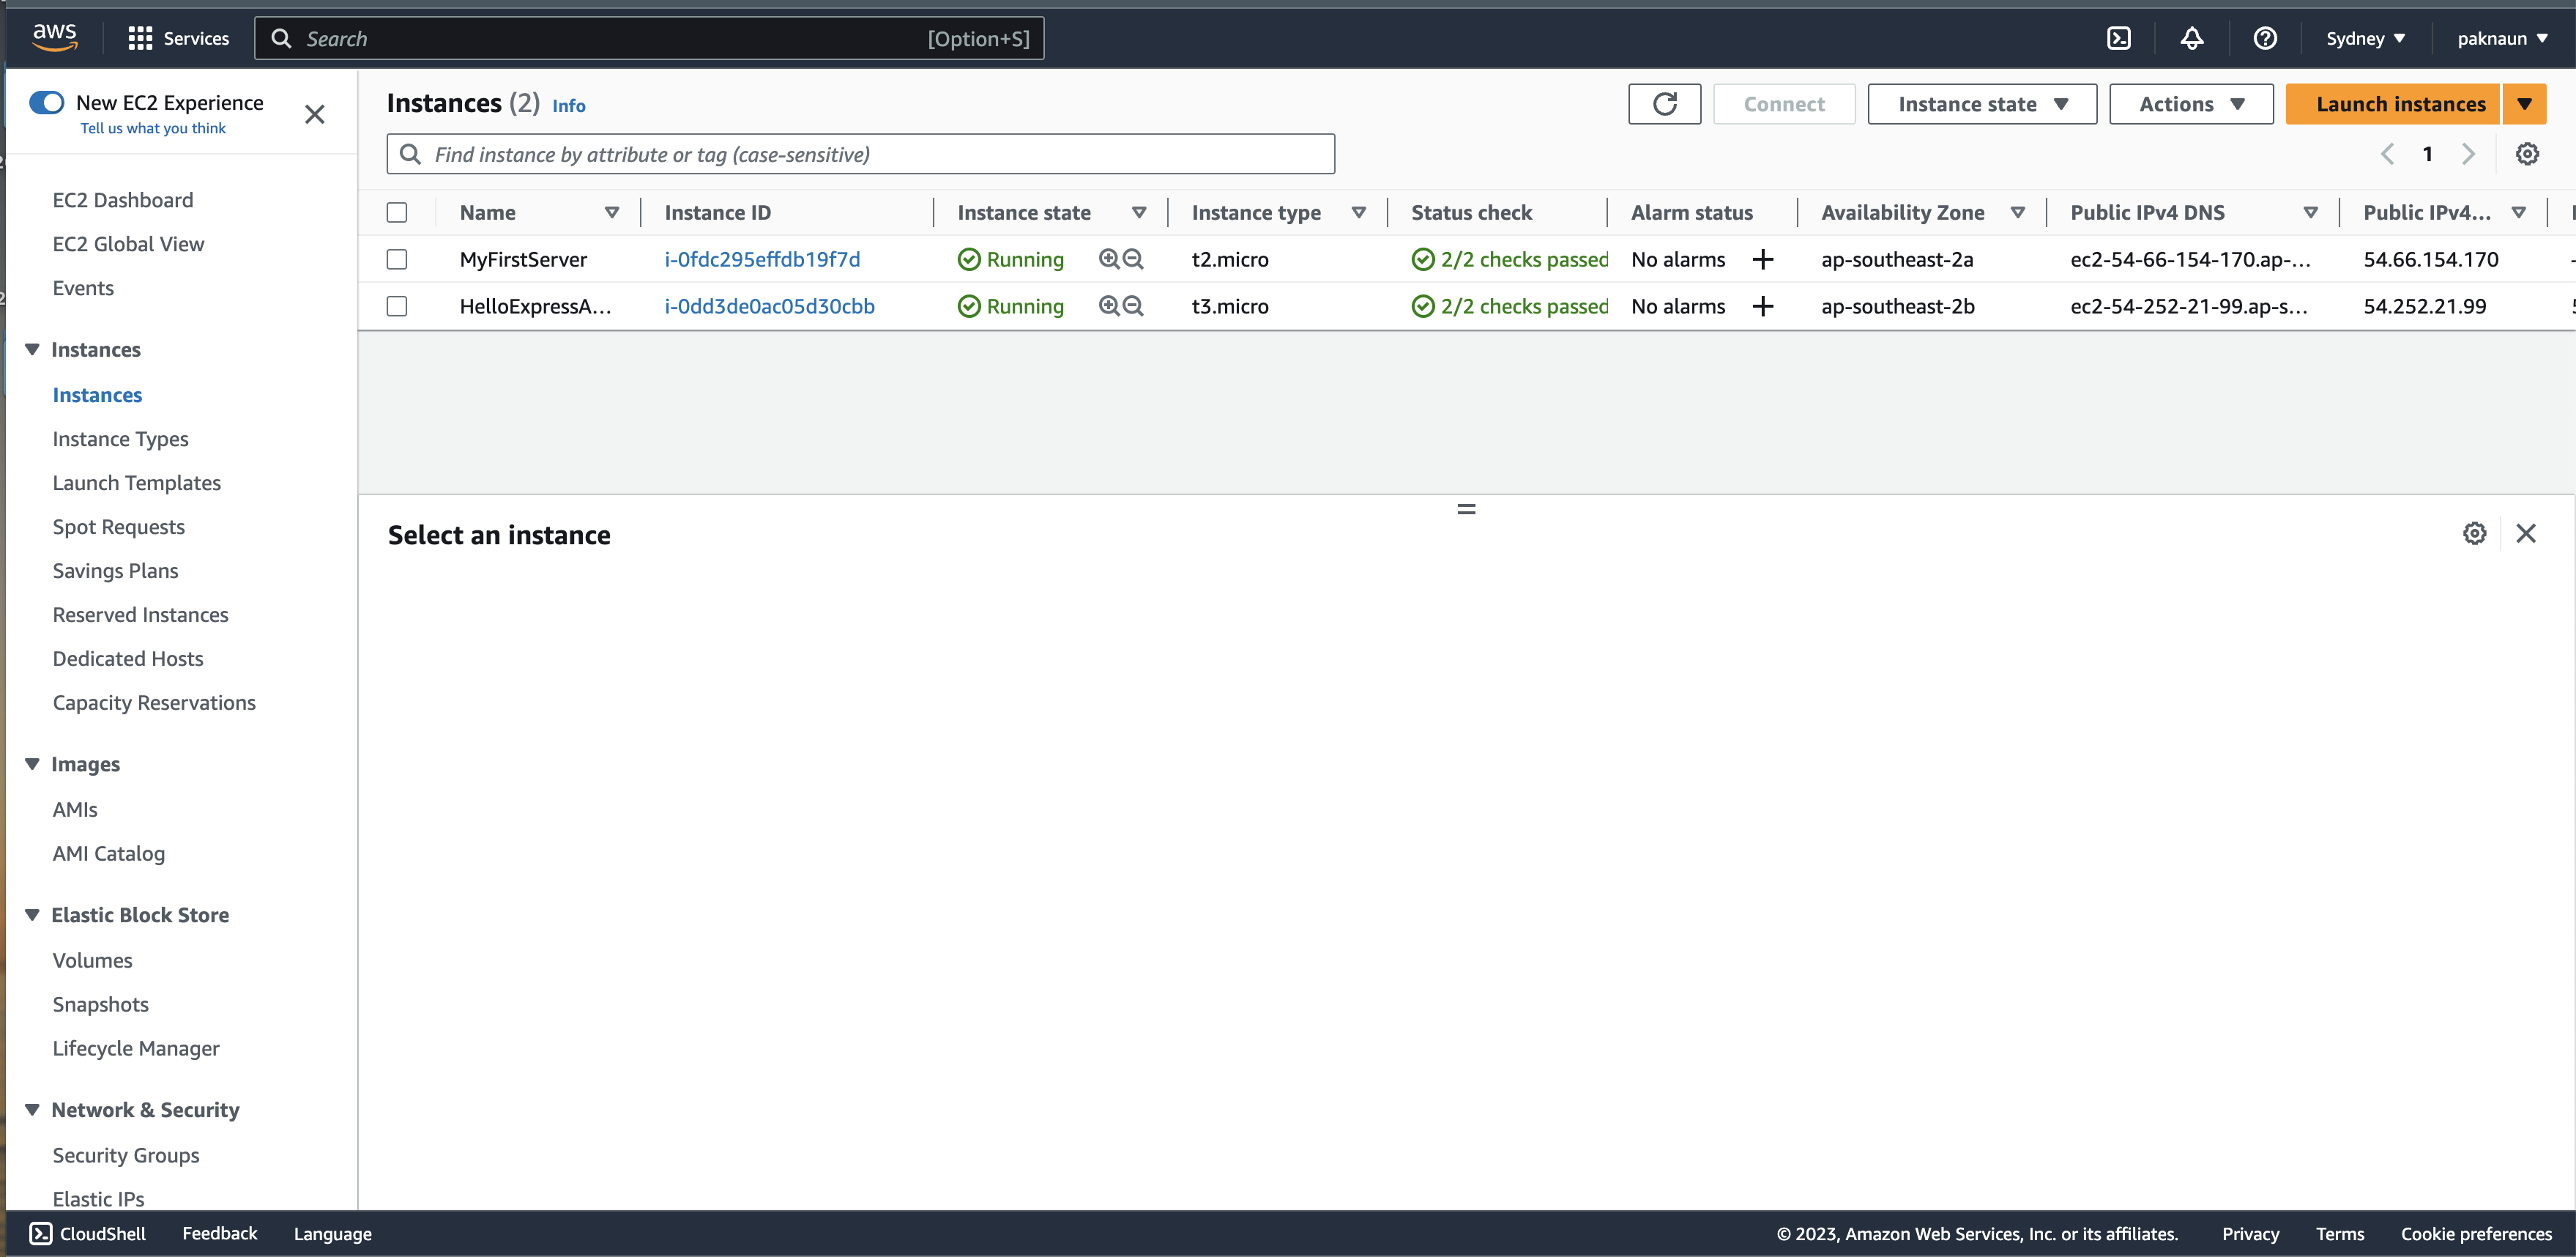 aws Services Search [Option+S] Sydney paknaun
New EC2 Experience
Tell us what you think
EC2 Dashboard
EC2 Global View
Events
Instances
Instances
Instance Types
Launch Templates
Spot Requests
Savings Plans
Reserved Instances
Dedicated Hosts
Capacity Reservations
Images
AMIs
AMI Catalog
Elastic Block Store
Volumes
Snapshots
Lifecycle Manager
Network & Security
Security Groups
Elastic IPs
Instances (2) Info Connect Instance state Actions Launch instances
Find instance by attribute or tag (case-sensitive) 1
Name Instance ID Instance state Instance type Status check Alarm status Availability Zone Public IPv4 DNS Public IPv4...
MyFirstServer i-0fdc295effdb19f7d Running t2.micro 2/2 checks passed No alarms + ap-southeast-2a ec2-54-66-154-170.ap-... 54.66.154.170
HelloExpressA... i-0dd3de0ac05d30cbb Running t3.micro 2/2 checks passed No alarms + ap-southeast-2b ec2-54-252-21-99.ap-s... 54.252.21.99
Select an instance
CloudShell Feedback Language © 2023, Amazon Web Services, Inc. or its affiliates. Privacy Terms Cookie preferences